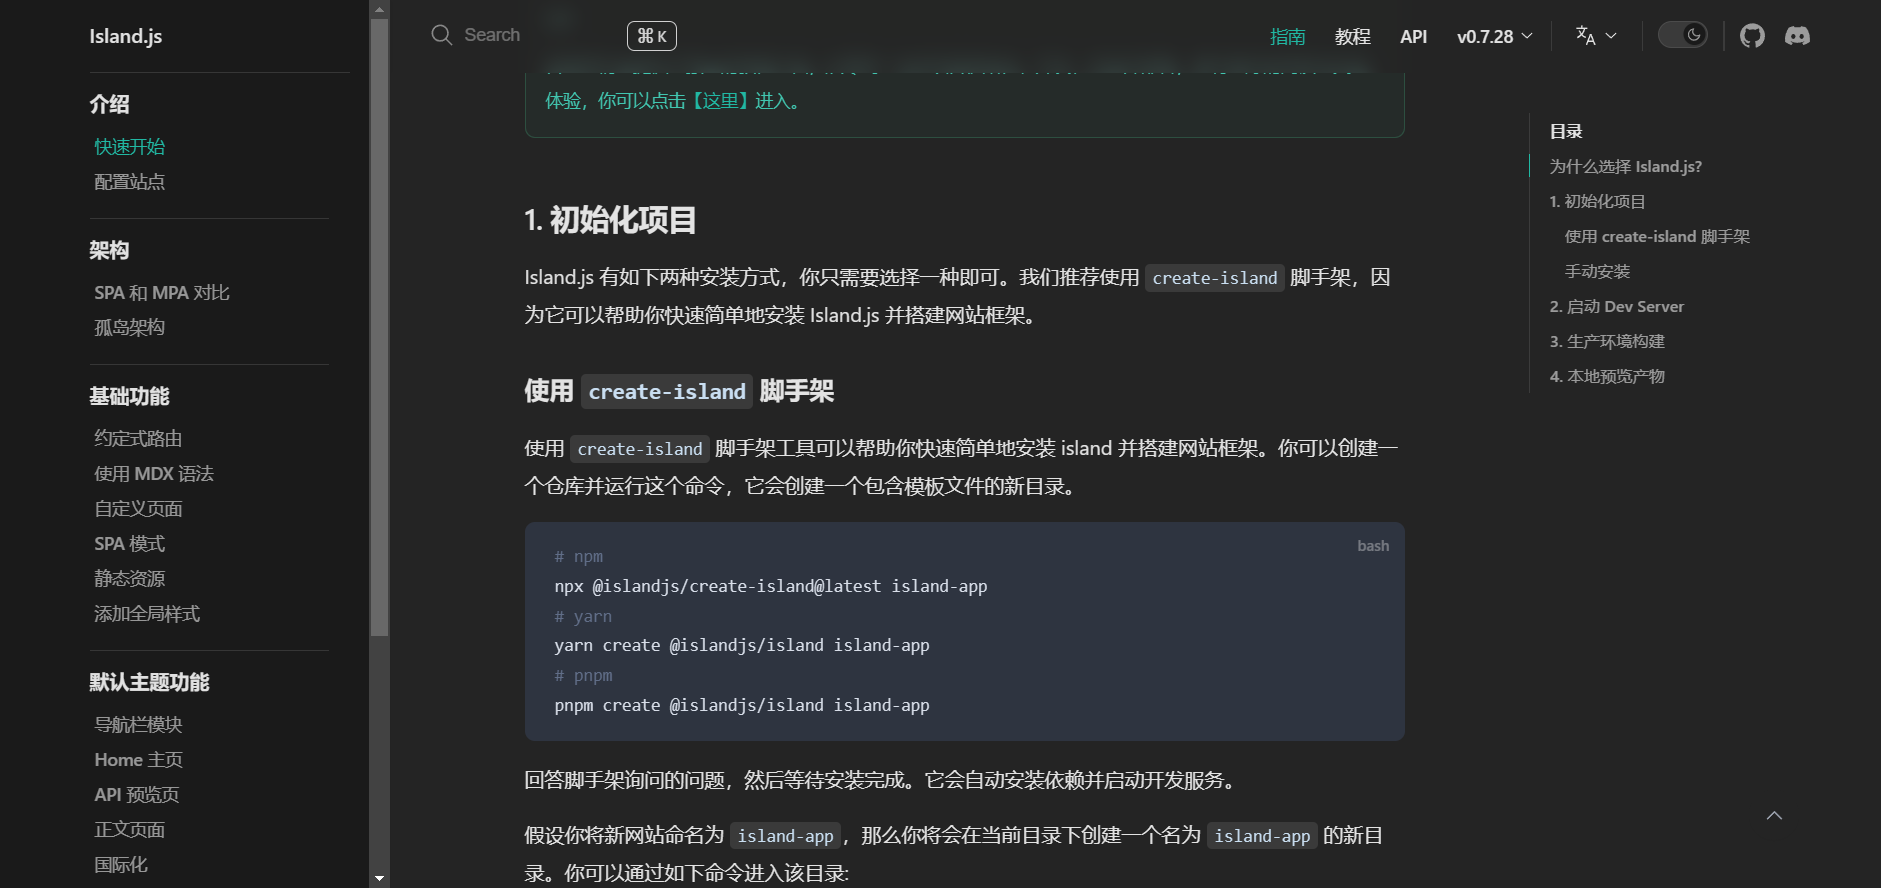 Island.js
Search
⌘ K
指南
教程
API
v0.7.28
介绍
快速开始
配置站点
架构
SPA 和 MPA 对比
孤岛架构
基础功能
约定式路由
使用 MDX 语法
自定义页面
SPA 模式
静态资源
添加全局样式
默认主题功能
导航栏模块
Home 主页
API 预览页
正文页面
国际化
体验，你可以点击【这里】进入。
1. 初始化项目
Island.js 有如下两种安装方式，你只需要选择一种即可。我们推荐使用 create-island 脚手架，因
为它可以帮助你快速简单地安装 Island.js 并搭建网站框架。
使用 create-island 脚手架
使用 create-island 脚手架工具可以帮助你快速简单地安装 island 并搭建网站框架。你可以创建一
个仓库并运行这个命令，它会创建一个包含模板文件的新目录。
bash
# npm
npx @islandjs/create-island@latest island-app
# yarn
yarn create @islandjs/island island-app
# pnpm
pnpm create @islandjs/island island-app
回答脚手架询问的问题，然后等待安装完成。它会自动安装依赖并启动开发服务。
假设你将新网站命名为 island-app，那么你将会在当前目录下创建一个名为 island-app 的新目
录。你可以通过如下命令进入该目录:
目录
为什么选择 Island.js?
1. 初始化项目
使用 create-island 脚手架
手动安装
2. 启动 Dev Server
3. 生产环境构建
4. 本地预览产物